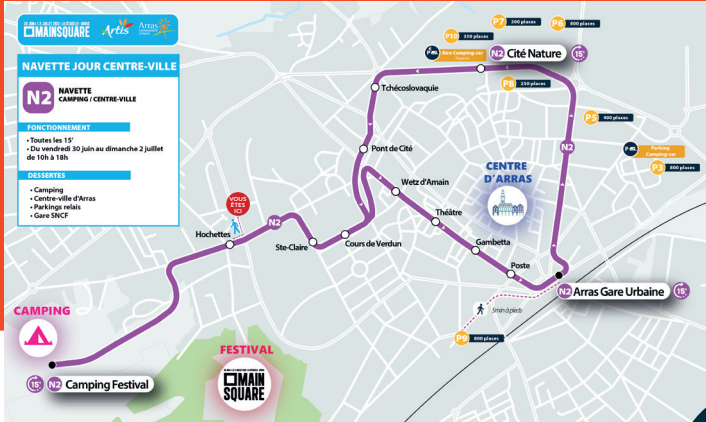 MAINSQUARE
Artis
Arras
NAVETTE JOUR CENTRE-VILLE
N2
NAVETTE
CAMPING / CENTRE-VILLE
FONCTIONNEMENT
• Toutes les 15'
• Du vendredi 30 juin au dimanche 2 juillet
de 10h à 18h
DESSERTES
• Camping
• Centre-ville d'Arras
• Parkings relais
• Gare SNCF
P7 300 places
P6 800 places
P10 350 places
Aire Camping-car
N2 Cité Nature 15'
P8 250 places
Tchécoslovaquie
P5 400 places
Pont de Cité
N2
Parking
Camping-car
P3 800 places
CENTRE
D'ARRAS
Wetz d'Amain
VOUS
ÊTES
ICI
Théâtre
N2
Hochettes
Ste-Claire
Cours de Verdun
Gambetta
Poste
N2 Arras Gare Urbaine 15'
CAMPING
5min à pieds
P9 800 places
FESTIVAL
MAIN
SQUARE
15' N2 Camping Festival